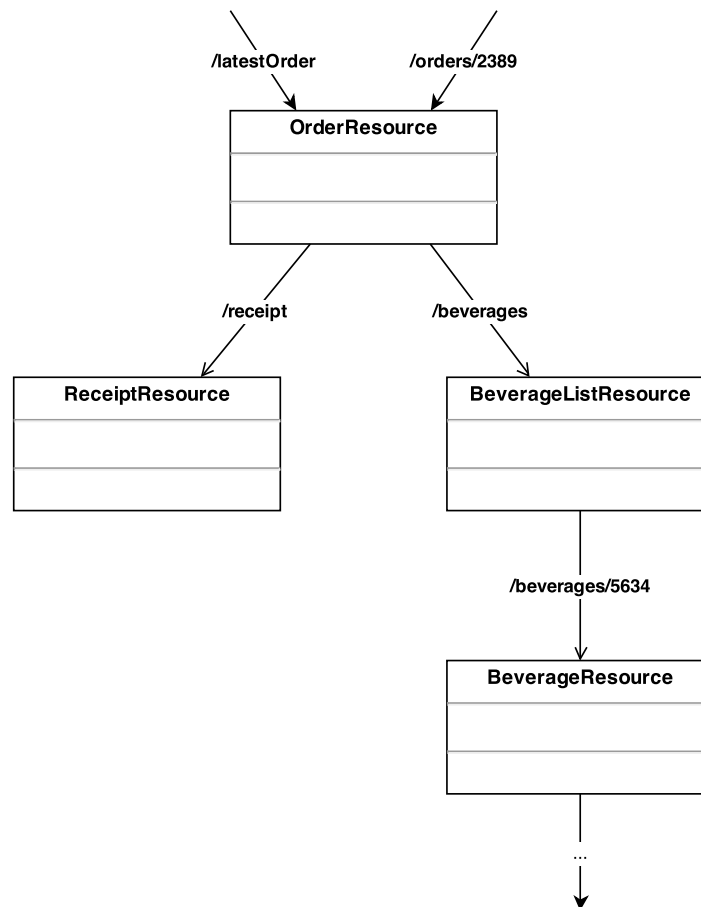 /latestOrder
/orders/2389
OrderResource
/receipt
/beverages
ReceiptResource
BeverageListResource
/beverages/5634
BeverageResource
...